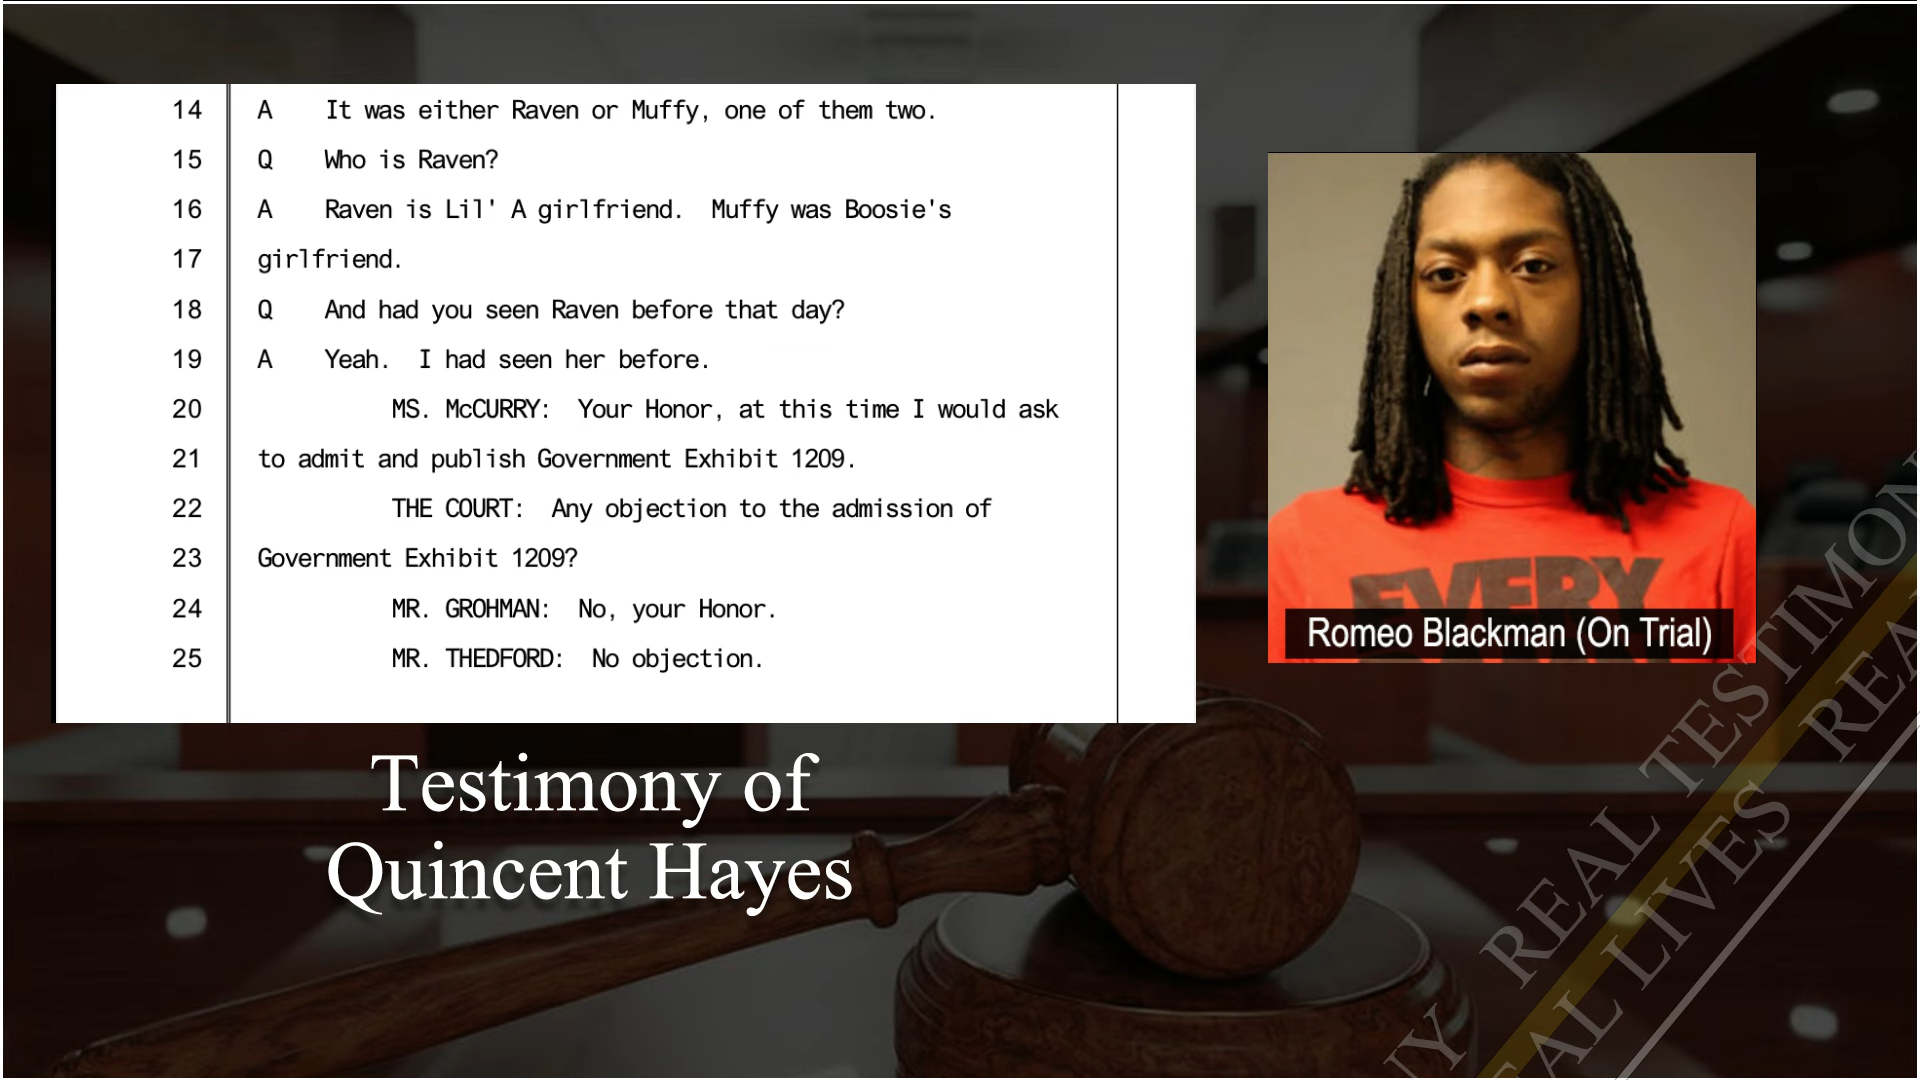 14 A It was either Raven or Muffy, one of them two.
15 Q Who is Raven?
16 A Raven is Lil' A girlfriend. Muffy was Boosie's
17 girlfriend.
18 Q And had you seen Raven before that day?
19 A Yeah. I had seen her before.
20 MS. McCURRY: Your Honor, at this time I would ask
21 to admit and publish Government Exhibit 1209.
22 THE COURT: Any objection to the admission of
23 Government Exhibit 1209?
24 MR. GROHMAN: No, your Honor.
25 MR. THEDFORD: No objection.
EVERY
Romeo Blackman (On Trial)
Testimony of
Quincent Hayes
REAL TESTIMON
LIVES